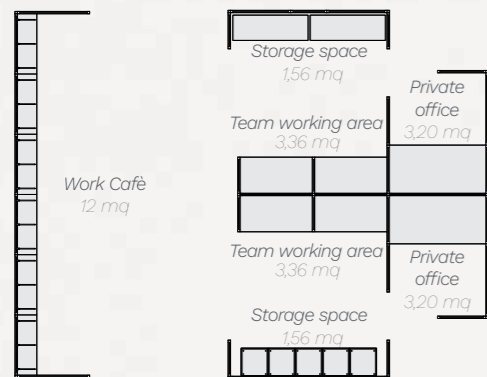 Storage space
1,56 mq
Private
office
3,20 mq
Team working area
3,36 mq
Work Cafè
12 mq
Team working area
3,36 mq
Private
office
3,20 mq
Storage space
1,56 mq